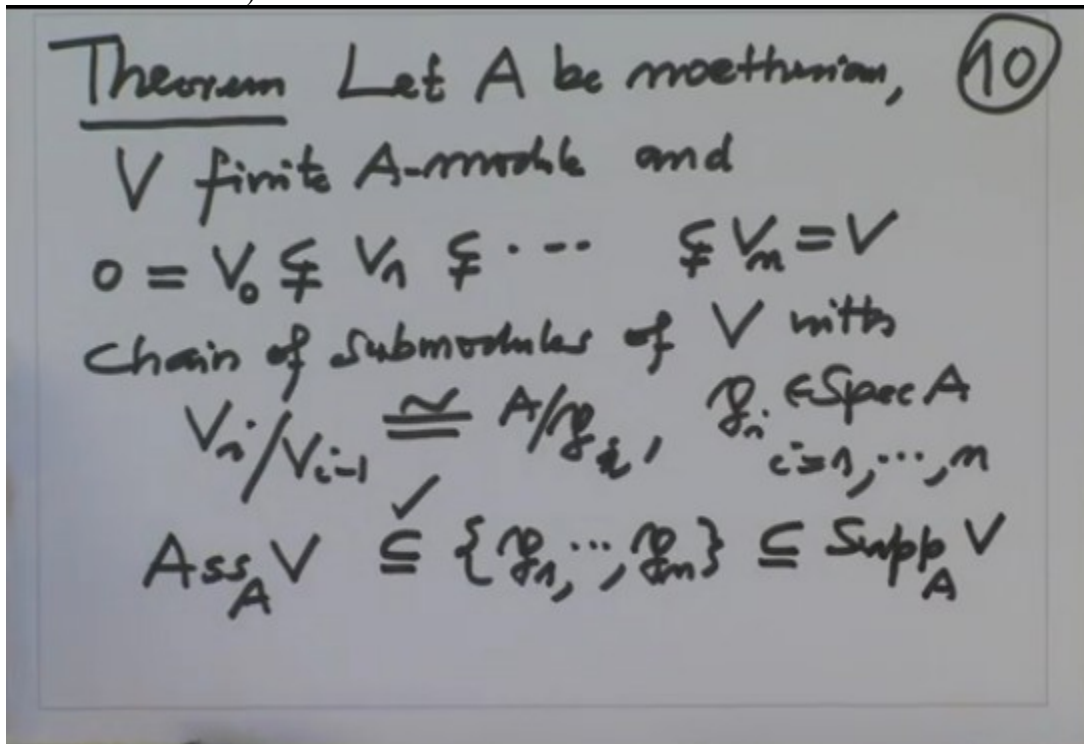 Theorem Let A be noetherian, (10)
V finite A-module and
0 = V₀ ⊊ V₁ ⊊ ··· ⊊ Vₙ = V
Chain of submodules of V with
Vᵢ/Vᵢ₋₁ ≅ A/𝔭ᵢ, 𝔭ᵢ ∈ Spec A
i=1,···,n
✓
Ass_A V ⊆ {𝔭₁,···,𝔭ₙ} ⊆ Supp_A V